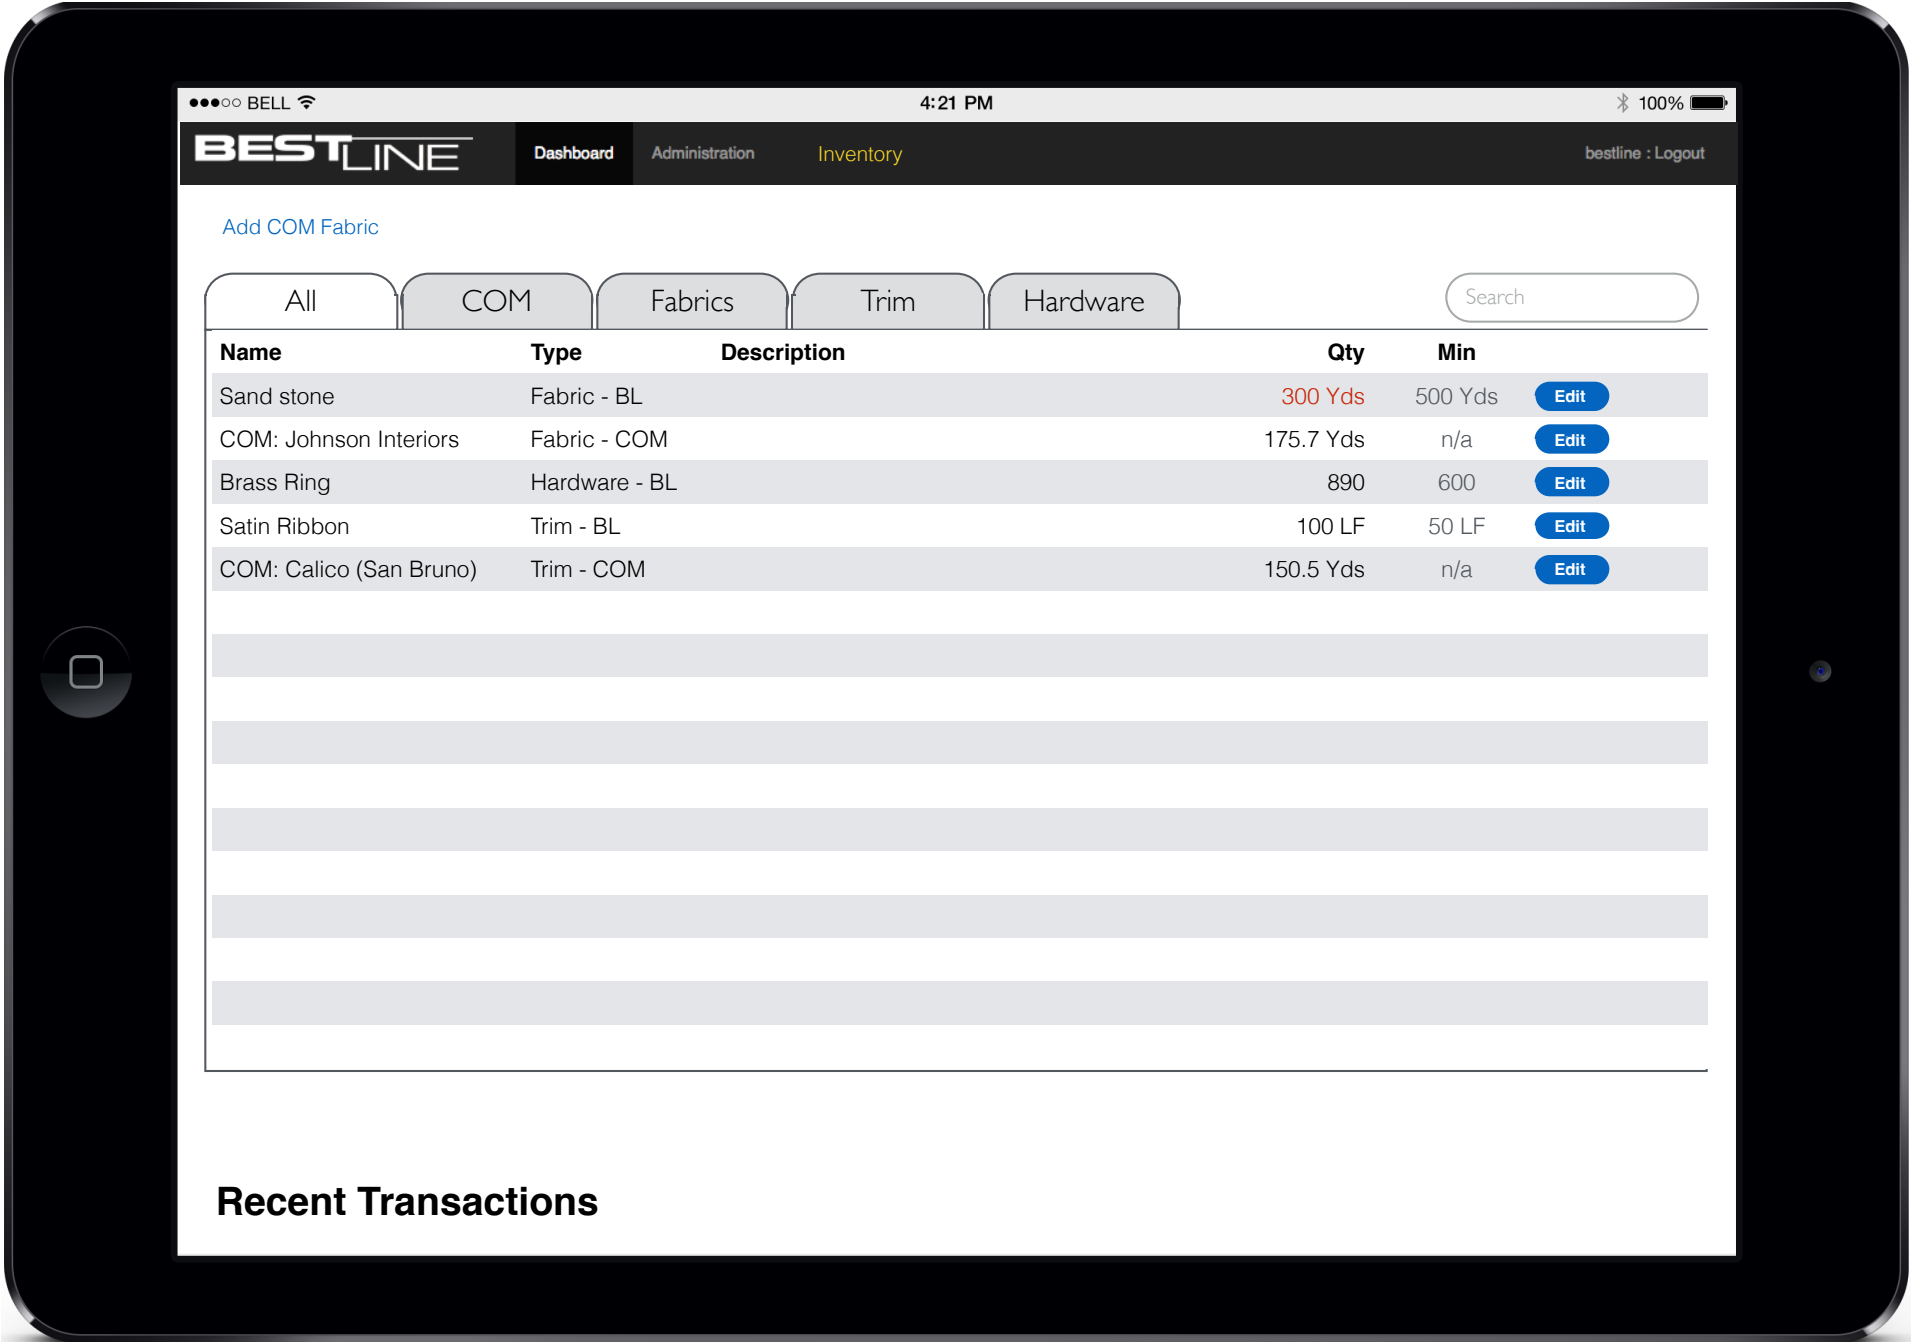 BELL 4:21 PM 100%
BESTLINE Dashboard Administration Inventory bestline : Logout
Add COM Fabric
All COM Fabrics Trim Hardware Search
Name Type Description Qty Min
Sand stone Fabric - BL 300 Yds 500 Yds Edit
COM: Johnson Interiors Fabric - COM 175.7 Yds n/a Edit
Brass Ring Hardware - BL 890 600 Edit
Satin Ribbon Trim - BL 100 LF 50 LF Edit
COM: Calico (San Bruno) Trim - COM 150.5 Yds n/a Edit
Recent Transactions